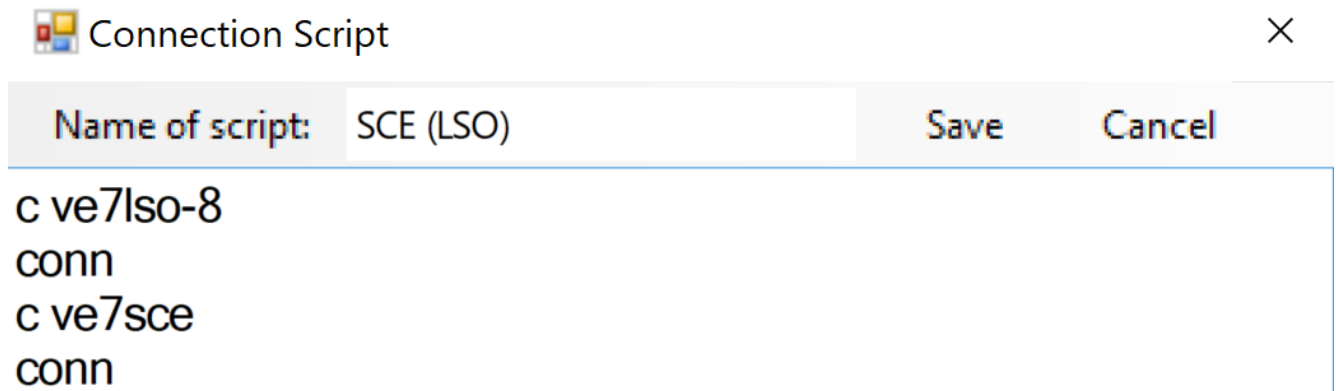 Connection Script
Name of script: SCE (LSO) Save Cancel
c ve7lso-8
conn
c ve7sce
conn